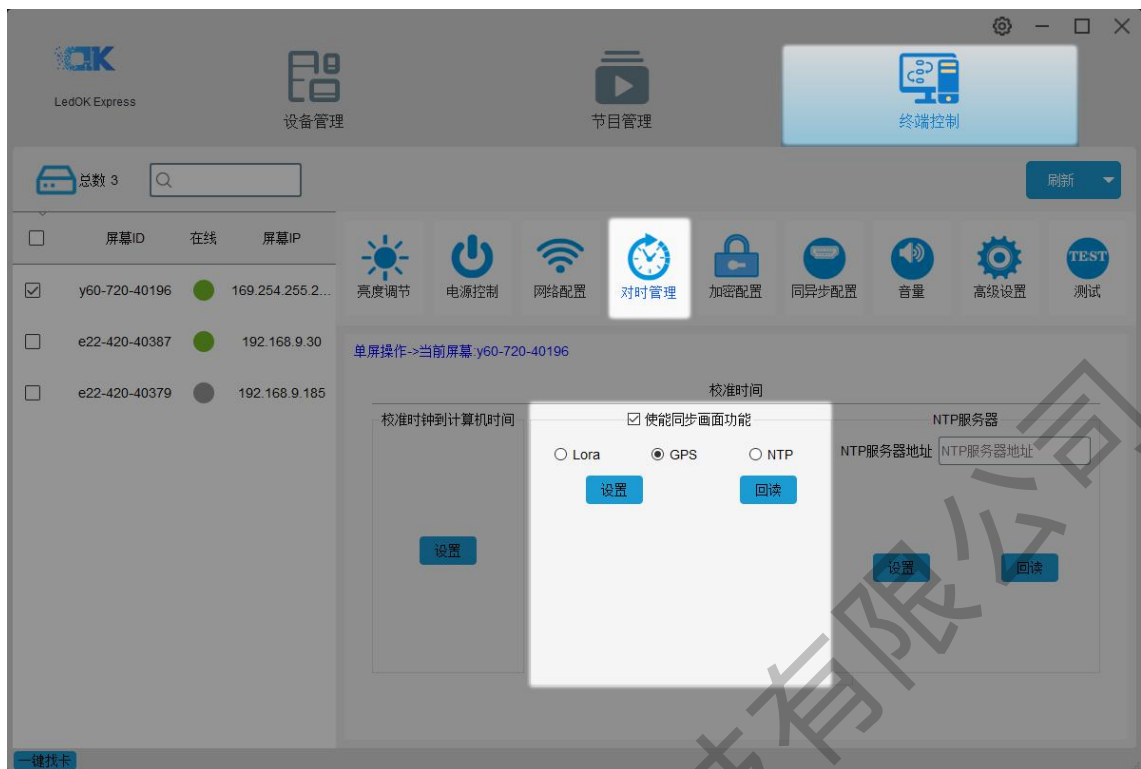 LedOK Express
设备管理
节目管理
终端控制
总数 3
刷新
屏幕ID 在线 屏幕IP
y60-720-40196 169.254.255.2...
e22-420-40387 192.168.9.30
e22-420-40379 192.168.9.185
亮度调节 电源控制 网络配置 对时管理 加密配置 同异步配置 音量 高级设置 TEST 测试
单屏操作->当前屏幕:y60-720-40196
校准时间
校准时钟到计算机时间
设置
使能同步画面功能
Lora GPS NTP
设置 回读
NTP服务器
NTP服务器地址 NTP服务器地址
设置 回读
一键找卡
有限公司